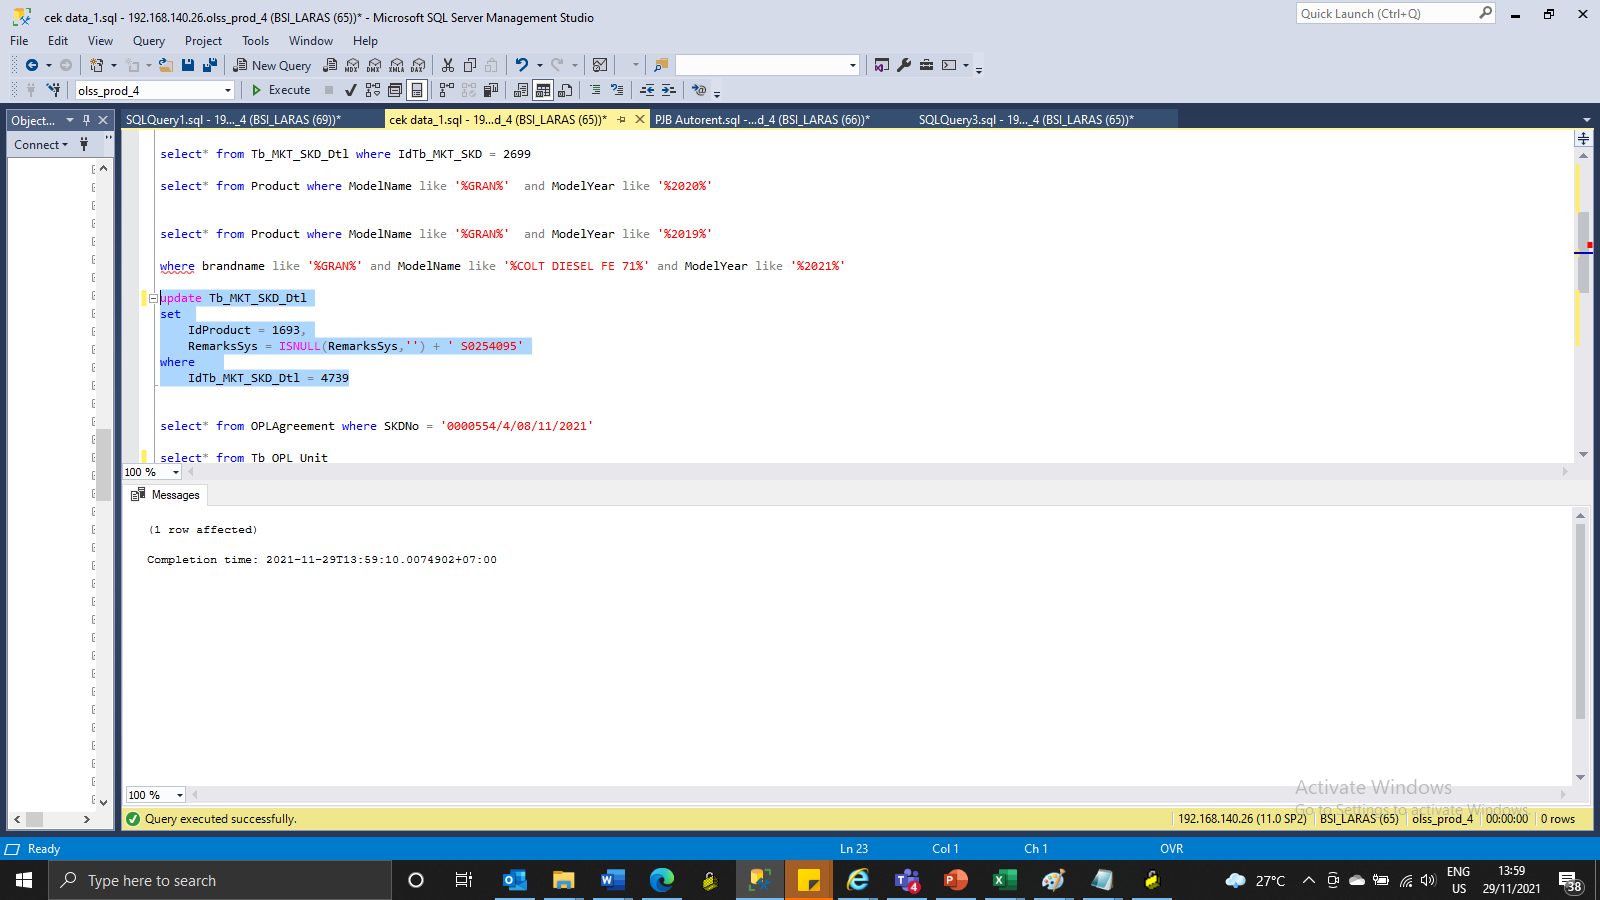 cek data_1.sql - 192.168.140.26.olss_prod_4 (BSI_LARAS (65))* - Microsoft SQL Server Management Studio
Quick Launch (Ctrl+Q)
File Edit View Query Project Tools Window Help
New Query MDX DMX XMLA DAX
olss_prod_4 Execute
Object...
SQLQuery1.sql - 19..._4 (BSI_LARAS (69))* cek data_1.sql - 19...d_4 (BSI_LARAS (65))* PJB Autorent.sql -...d_4 (BSI_LARAS (66))* SQLQuery3.sql - 19..._4 (BSI_LARAS (65))*
Connect
select* from Tb_MKT_SKD_Dtl where IdTb_MKT_SKD = 2699
select* from Product where ModelName like '%GRAN%'  and ModelYear like '%2020%'
select* from Product where ModelName like '%GRAN%'  and ModelYear like '%2019%'
where brandname like '%GRAN%' and ModelName like '%COLT DIESEL FE 71%' and ModelYear like '%2021%'
update Tb_MKT_SKD_Dtl
set
IdProduct = 1693,
RemarksSys = ISNULL(RemarksSys,'') + ' S0254095'
where
IdTb_MKT_SKD_Dtl = 4739
select* from OPLAgreement where SKDNo = '0000554/4/08/11/2021'
select* from Tb_OPL_Unit
100 %
Messages
(1 row affected)
Completion time: 2021-11-29T13:59:10.0074902+07:00
Activate Windows
Go to Settings to activate Windows.
100 %
Query executed successfully. 192.168.140.26 (11.0 SP2) BSI_LARAS (65) olss_prod_4 00:00:00 0 rows
Ready Ln 23 Col 1 Ch 1 OVR
Type here to search 4 27°C ENG US 13:59 29/11/2021 38